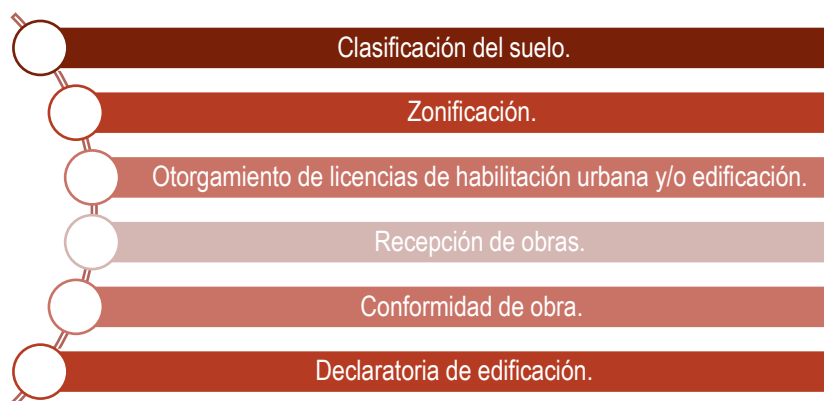 Clasificación del suelo.
Zonificación.
Otorgamiento de licencias de habilitación urbana y/o edificación.
Recepción de obras.
Conformidad de obra.
Declaratoria de edificación.